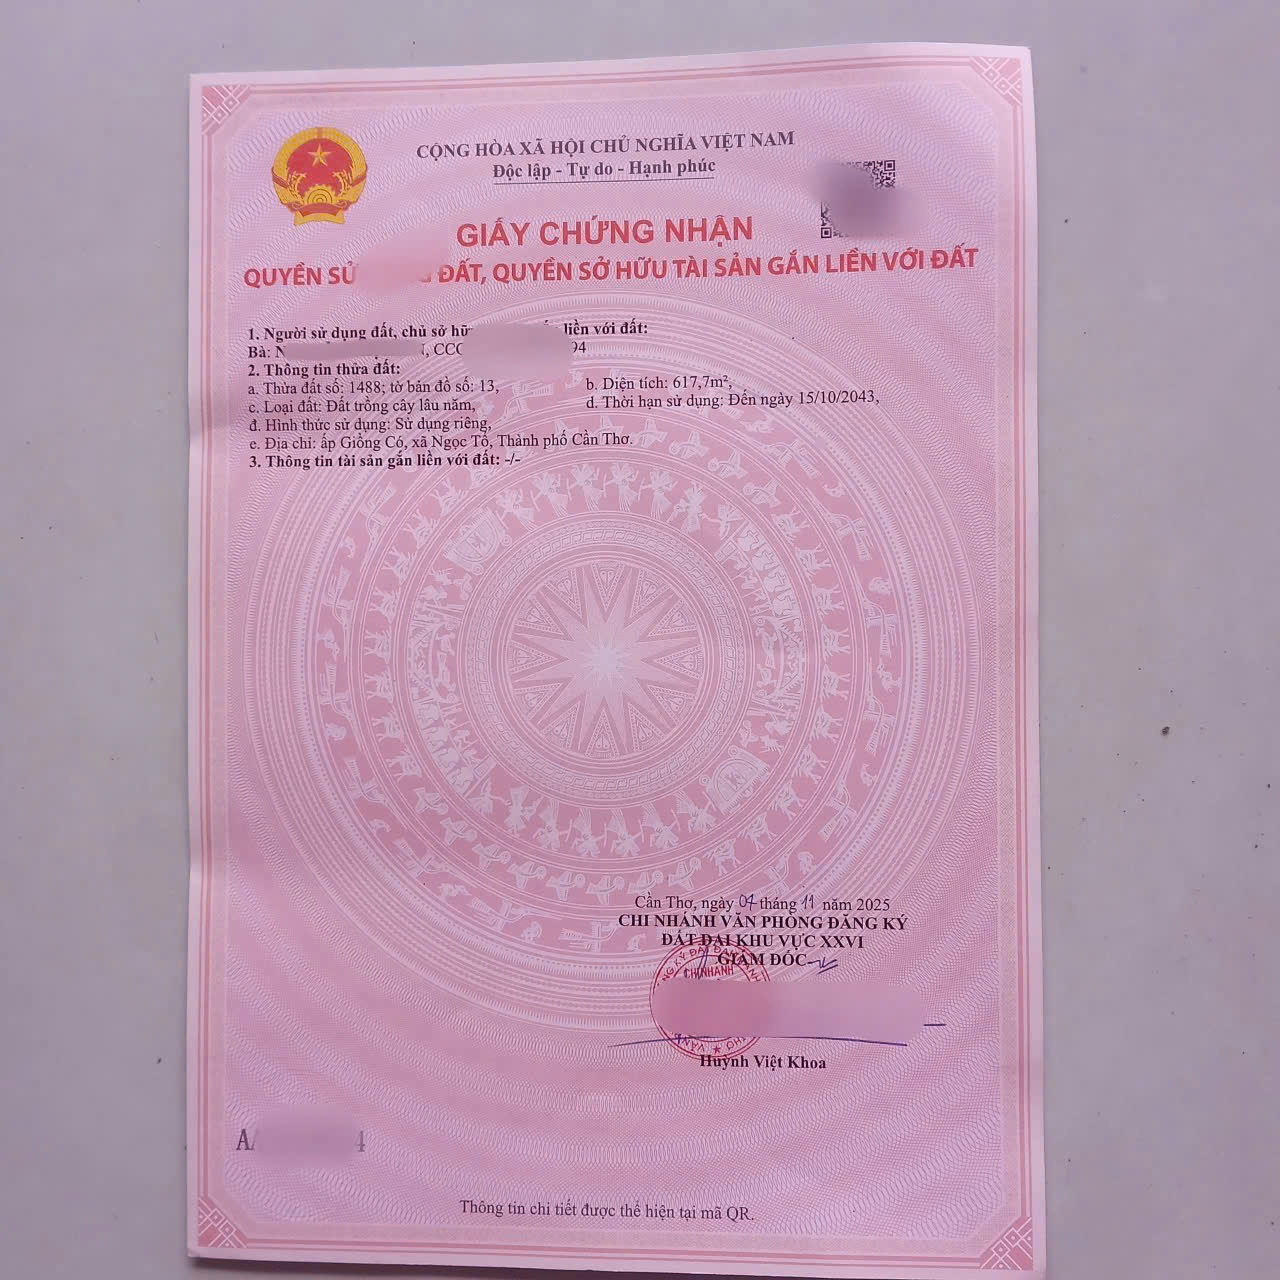 CỘNG HÒA XÃ HỘI CHỦ NGHĨA VIỆT NAM
Độc lập - Tự do - Hạnh phúc
GIẤY CHỨNG NHẬN
QUYỀN SỬ ĐẤT, QUYỀN SỞ HỮU TÀI SẢN GẮN LIỀN VỚI ĐẤT
1. Người sử dụng đất, chủ sở liền với đất:
Bà:
2. Thông tin thửa đất:
a. Thửa đất số: 1488; tờ bản đồ số: 13,
b. Diện tích: 617,7m²,
c. Loại đất: Đất trồng cây lâu năm,
d. Thời hạn sử dụng: Đến ngày 15/10/2043,
đ. Hình thức sử dụng: Sử dụng riêng,
e. Địa chỉ: ấp Giồng Có, xã Ngọc Tố, Thành phố Cần Thơ.
3. Thông tin tài sản gắn liền với đất: -/-
Cần Thơ, ngày 07 tháng 11 năm 2025
CHI NHÁNH VĂN PHÒNG ĐĂNG KÝ
ĐẤT ĐAI KHU VỰC XXVI
GIÁM ĐỐC
CHI NHÁNH
Huỳnh Việt Khoa
Thông tin chi tiết được thể hiện tại mã QR.